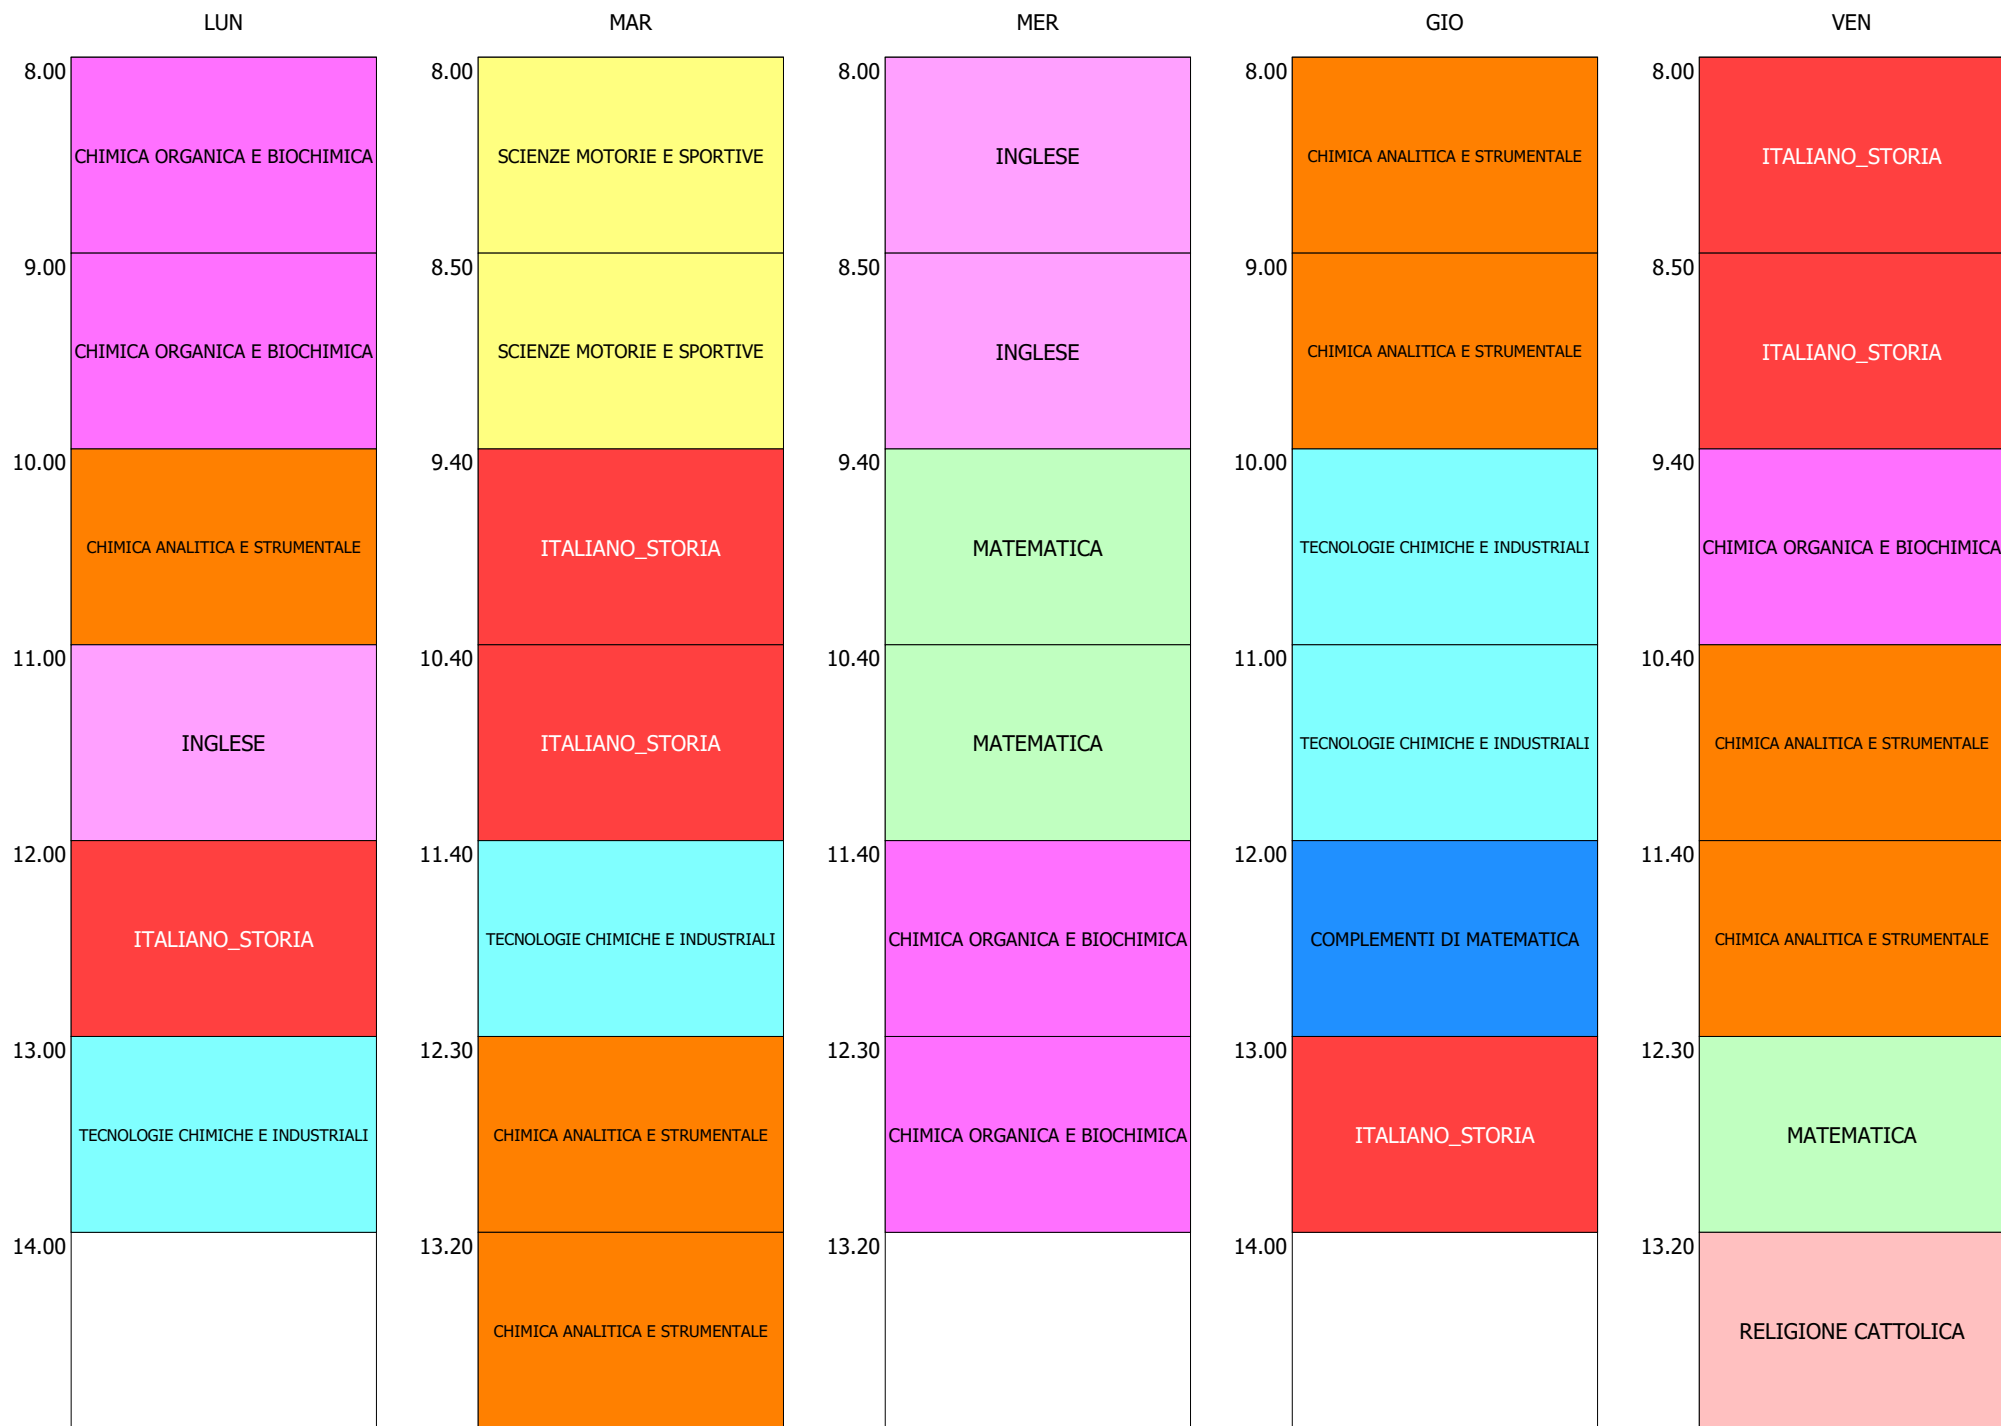 LUN MAR MER GIO VEN
8.00 CHIMICA ORGANICA E BIOCHIMICA 8.00 SCIENZE MOTORIE E SPORTIVE 8.00 INGLESE 8.00 CHIMICA ANALITICA E STRUMENTALE 8.00 ITALIANO_STORIA
9.00 CHIMICA ORGANICA E BIOCHIMICA 8.50 SCIENZE MOTORIE E SPORTIVE 8.50 INGLESE 9.00 CHIMICA ANALITICA E STRUMENTALE 8.50 ITALIANO_STORIA
10.00 CHIMICA ANALITICA E STRUMENTALE 9.40 ITALIANO_STORIA 9.40 MATEMATICA 10.00 TECNOLOGIE CHIMICHE E INDUSTRIALI 9.40 CHIMICA ORGANICA E BIOCHIMICA
11.00 INGLESE 10.40 ITALIANO_STORIA 10.40 MATEMATICA 11.00 TECNOLOGIE CHIMICHE E INDUSTRIALI 10.40 CHIMICA ANALITICA E STRUMENTALE
12.00 ITALIANO_STORIA 11.40 TECNOLOGIE CHIMICHE E INDUSTRIALI 11.40 CHIMICA ORGANICA E BIOCHIMICA 12.00 COMPLEMENTI DI MATEMATICA 11.40 CHIMICA ANALITICA E STRUMENTALE
13.00 TECNOLOGIE CHIMICHE E INDUSTRIALI 12.30 CHIMICA ANALITICA E STRUMENTALE 12.30 CHIMICA ORGANICA E BIOCHIMICA 13.00 ITALIANO_STORIA 12.30 MATEMATICA
14.00 13.20 CHIMICA ANALITICA E STRUMENTALE 13.20 14.00 13.20 RELIGIONE CATTOLICA